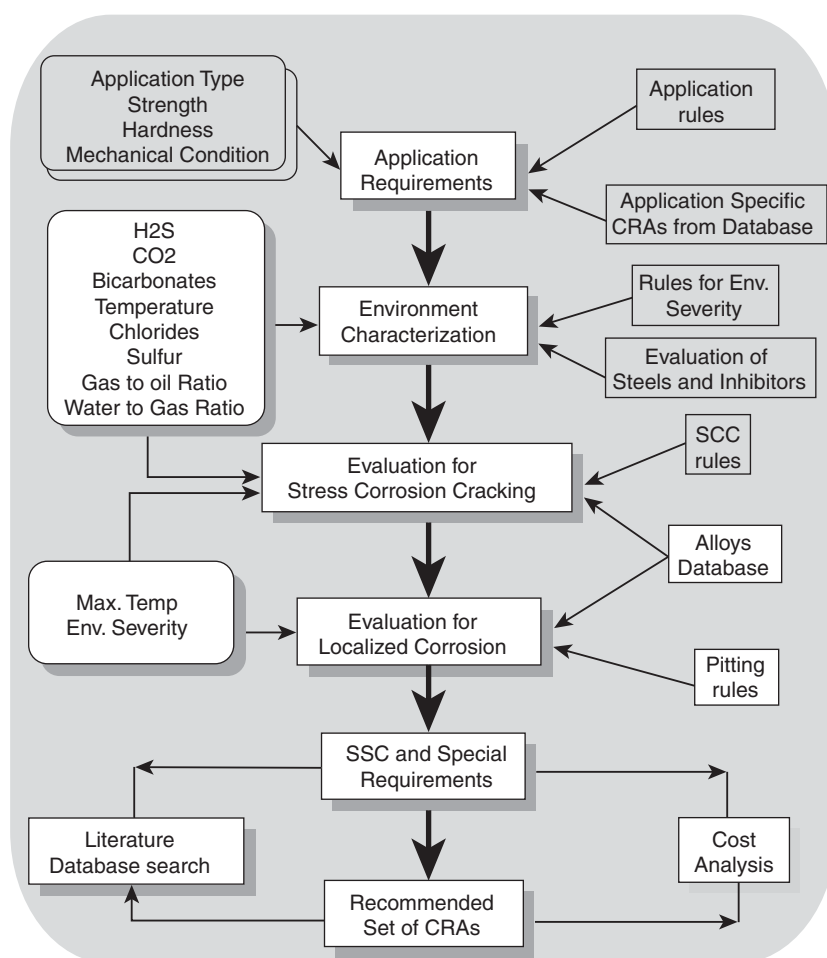 Application Type
Strength
Hardness
Mechanical Condition
Application
rules
Application
Requirements
Application Specific
CRAs from Database
H2S
CO2
Bicarbonates
Temperature
Chlorides
Sulfur
Gas to oil Ratio
Water to Gas Ratio
Environment
Characterization
Rules for Env.
Severity
Evaluation of
Steels and Inhibitors
Evaluation for
Stress Corrosion Cracking
SCC
rules
Alloys
Database
Max. Temp
Env. Severity
Evaluation for
Localized Corrosion
Pitting
rules
SSC and Special
Requirements
Literature
Database search
Cost
Analysis
Recommended
Set of CRAs